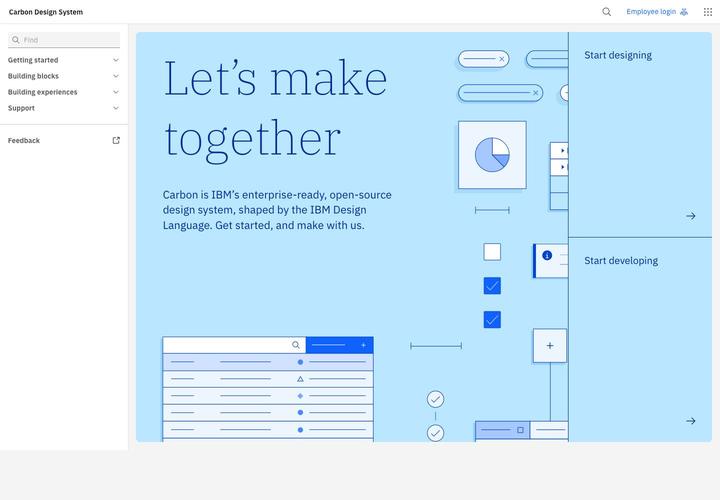 Carbon Design System
Employee login
Find
Getting started
Building blocks
Building experiences
Support
Feedback
Let's make
together
Carbon is IBM's enterprise-ready, open-source
design system, shaped by the IBM Design
Language. Get started, and make with us.
Start designing
Start developing